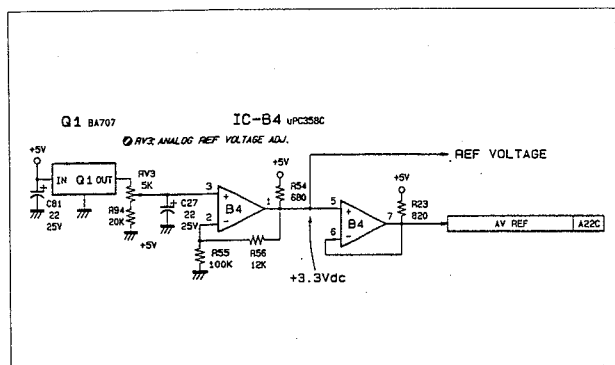 Q1 BA707
IC-B4 uPC358C
RV3: ANALOG REF VOLTAGE ADJ.
+5V
IN Q1 OUT
C81
22
25V
RV3
5K
R94
20K
+5V
C27
22
25V
3
2
B4
1
R55
100K
R56
12K
+5V
R54
680
+3.3Vdc
REF VOLTAGE
5
6
B4
7
+5V
R23
820
AV REF A22C